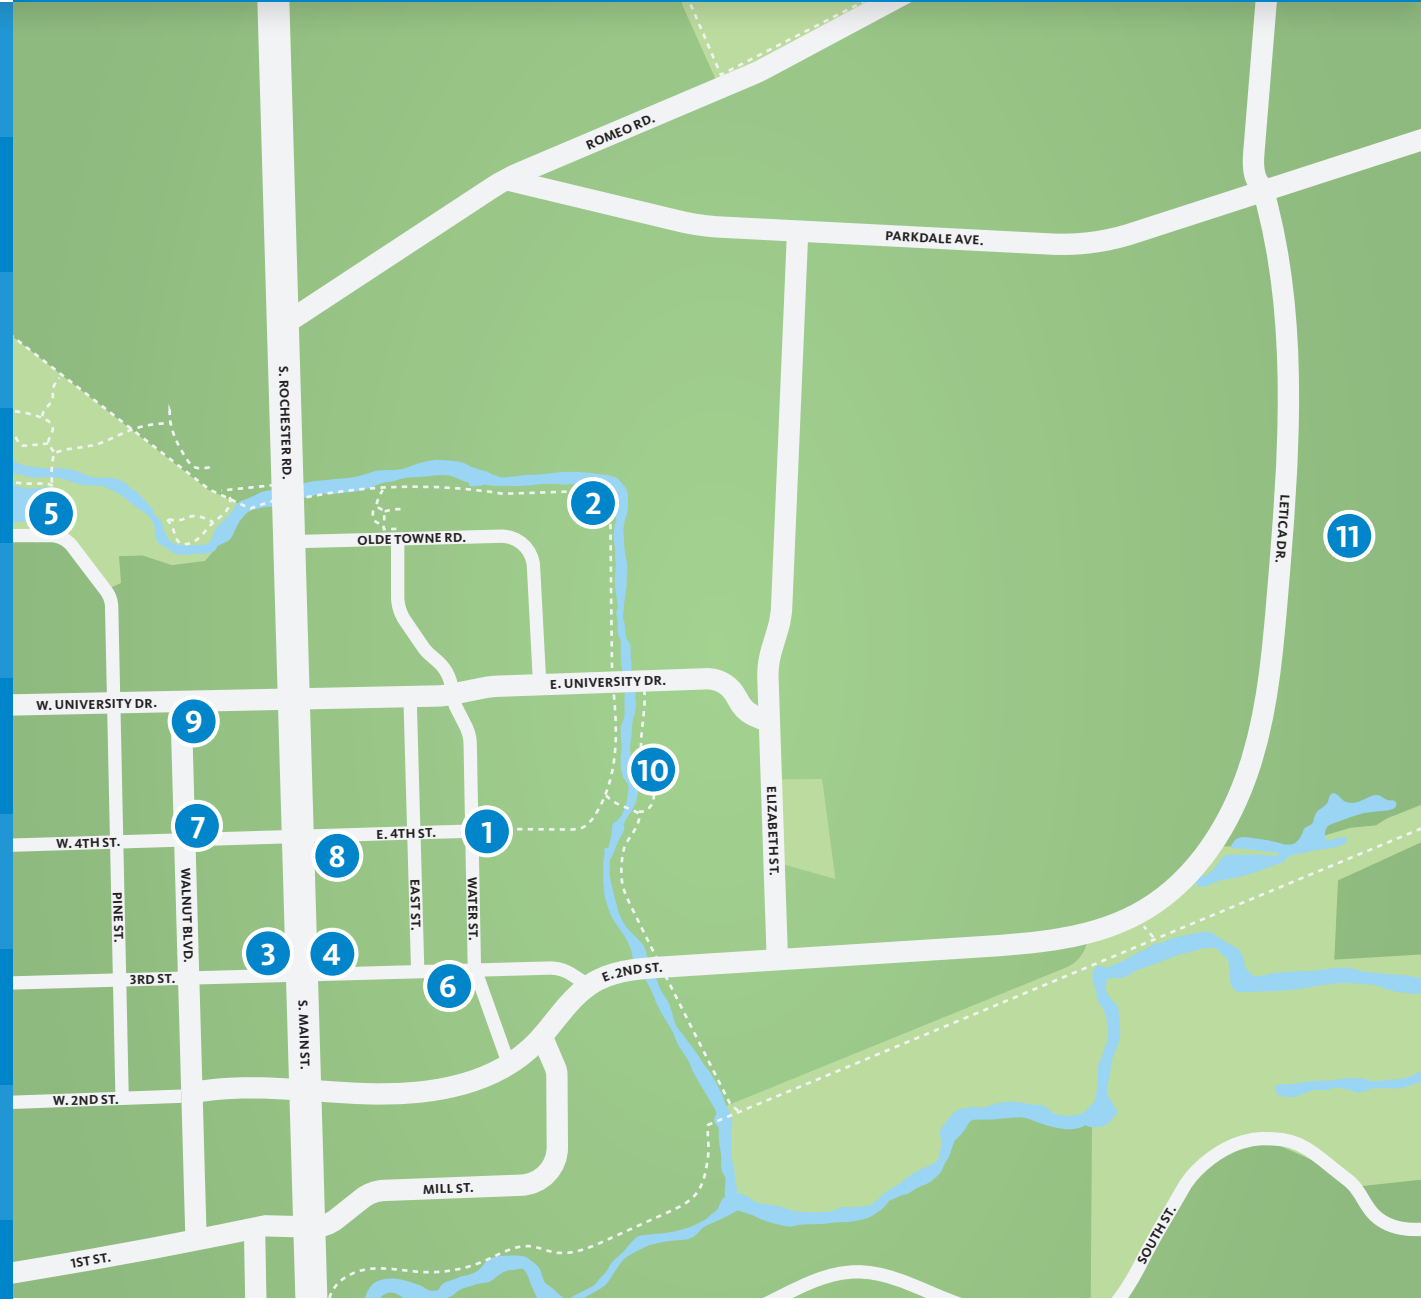 ROMEO RD.
PARKDALE AVE.
S. ROCHESTER RD.
5
2
LETICA DR.
11
OLDE TOWNE RD.
E. UNIVERSITY DR.
W. UNIVERSITY DR.
9
10
7
W. 4TH ST.
E. 4TH ST.
1
8
ELIZABETH ST.
PINE ST.
WALNUT BLVD.
EAST ST.
WATER ST.
3
4
3RD ST.
6
E. 2ND ST.
S. MAIN ST.
W. 2ND ST.
MILL ST.
SOUTH ST.
1ST ST.